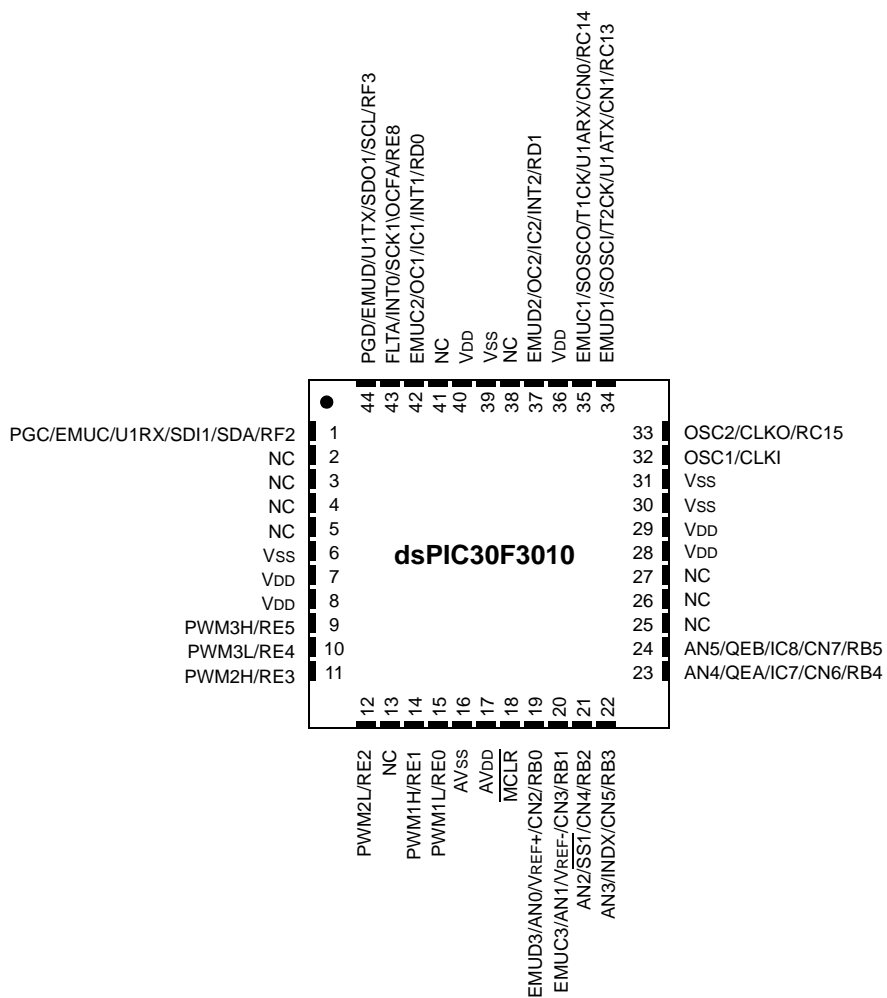 PGD/EMUD/U1TX/SDO1/SCL/RF3
FLTA/INT0/SCK1\OCFA/RE8
EMUC2/OC1/IC1/INT1/RD0
NC
VDD
VSS
NC
EMUD2/OC2/IC2/INT2/RD1
VDD
EMUC1/SOSCO/T1CK/U1ARX/CN0/RC14
EMUD1/SOSCI/T2CK/U1ATX/CN1/RC13
44 43 42 41 40 39 38 37 36 35 34
PGC/EMUC/U1RX/SDI1/SDA/RF2 1
NC 2
NC 3
NC 4
NC 5
VSS 6
VDD 7
VDD 8
PWM3H/RE5 9
PWM3L/RE4 10
PWM2H/RE3 11
dsPIC30F3010
33 OSC2/CLKO/RC15
32 OSC1/CLKI
31 VSS
30 VSS
29 VDD
28 VDD
27 NC
26 NC
25 NC
24 AN5/QEB/IC8/CN7/RB5
23 AN4/QEA/IC7/CN6/RB4
12 13 14 15 16 17 18 19 20 21 22
PWM2L/RE2
NC
PWM1H/RE1
PWM1L/RE0
AVSS
AVDD
MCLR
EMUD3/AN0/VREF+/CN2/RB0
EMUC3/AN1/VREF-/CN3/RB1
AN2/SS1/CN4/RB2
AN3/INDX/CN5/RB3